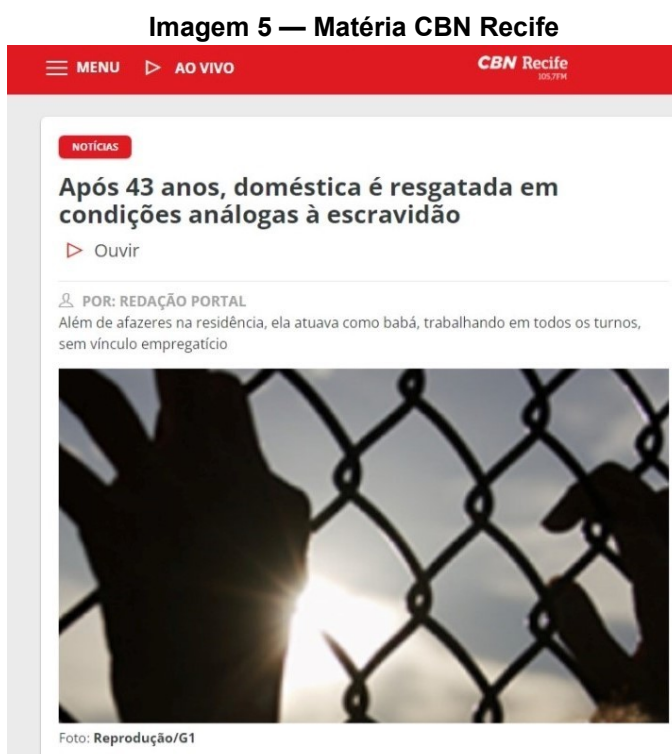 Imagem 5 — Matéria CBN Recife
MENU AO VIVO CBN Recife
105,7FM
NOTÍCIAS
Após 43 anos, doméstica é resgatada em
condições análogas à escravidão
Ouvir
POR: REDAÇÃO PORTAL
Além de afazeres na residência, ela atuava como babá, trabalhando em todos os turnos,
sem vínculo empregatício
Foto: Reprodução/G1